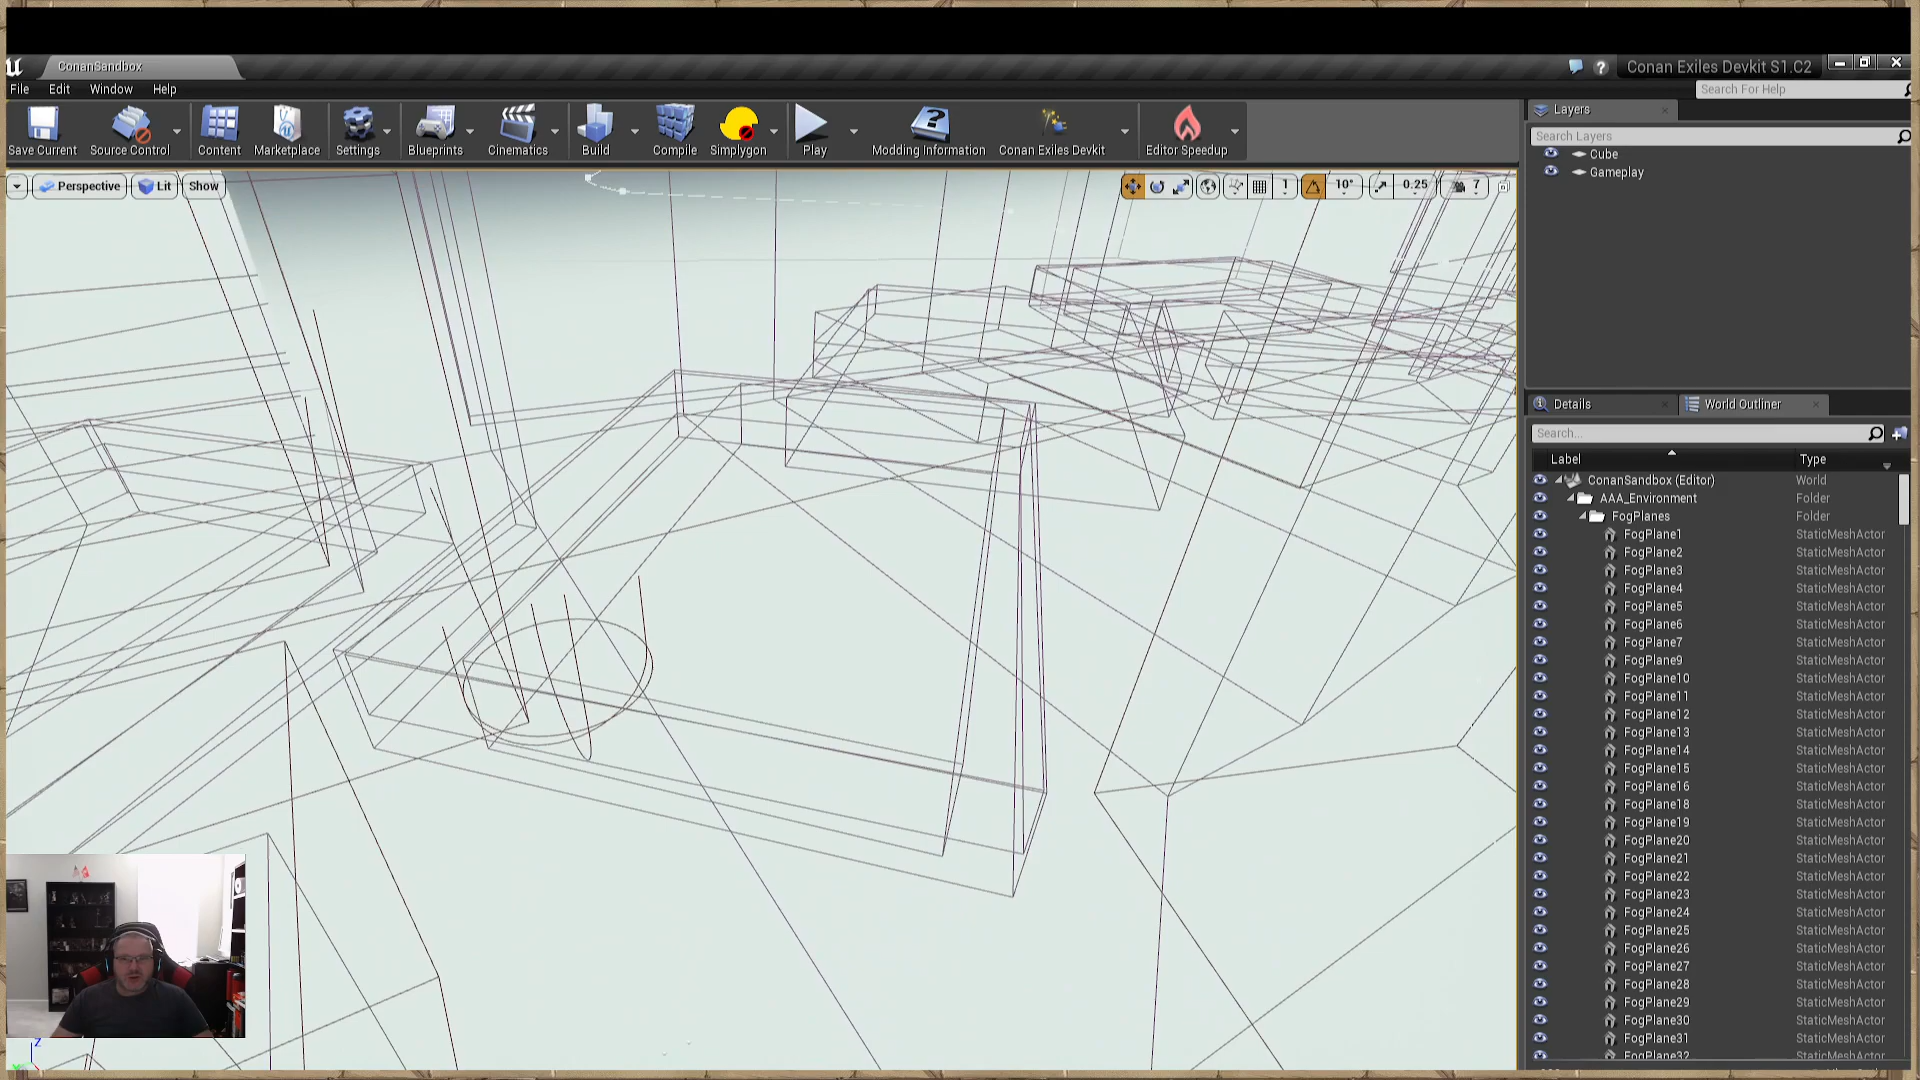 ConanSandbox
Conan Exiles Devkit S1.C2
File Edit Window Help
Search For Help
Save Current
Source Control
Content
Marketplace
Settings
Blueprints
Cinematics
Build
Compile
Simplygon
Play
Modding Information
Conan Exiles Devkit
Editor Speedup
Layers
Search Layers
Cube
Gameplay
Perspective
Lit
Show
1
10°
0.25
7
Details
World Outliner
Search...
Label Type
ConanSandbox (Editor) World
AAA_Environment Folder
FogPlanes Folder
FogPlane1 StaticMeshActor
FogPlane2 StaticMeshActor
FogPlane3 StaticMeshActor
FogPlane4 StaticMeshActor
FogPlane5 StaticMeshActor
FogPlane6 StaticMeshActor
FogPlane7 StaticMeshActor
FogPlane9 StaticMeshActor
FogPlane10 StaticMeshActor
FogPlane11 StaticMeshActor
FogPlane12 StaticMeshActor
FogPlane13 StaticMeshActor
FogPlane14 StaticMeshActor
FogPlane15 StaticMeshActor
FogPlane16 StaticMeshActor
FogPlane18 StaticMeshActor
FogPlane19 StaticMeshActor
FogPlane20 StaticMeshActor
FogPlane21 StaticMeshActor
FogPlane22 StaticMeshActor
FogPlane23 StaticMeshActor
FogPlane24 StaticMeshActor
FogPlane25 StaticMeshActor
FogPlane26 StaticMeshActor
FogPlane27 StaticMeshActor
FogPlane28 StaticMeshActor
FogPlane29 StaticMeshActor
FogPlane30 StaticMeshActor
FogPlane31 StaticMeshActor
FogPlane32 StaticMeshActor
Z